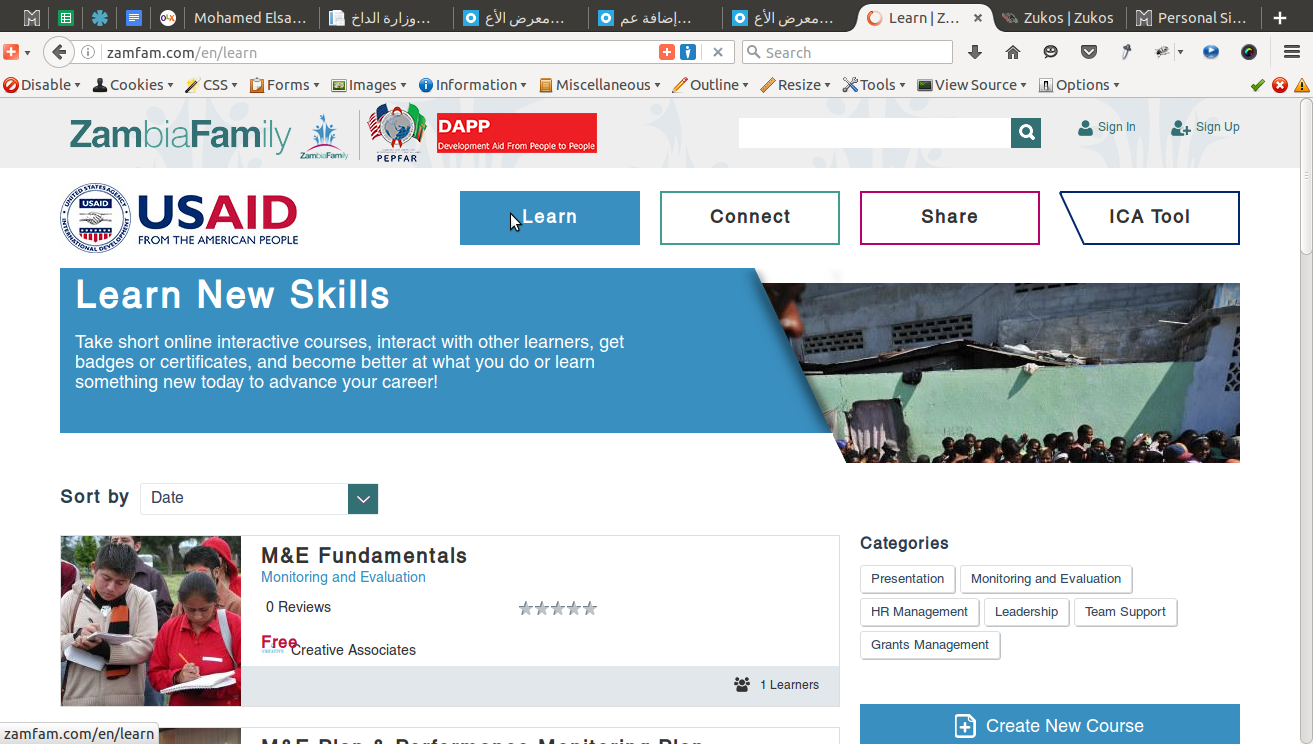 Mohamed Elsa...
وزارة الداخ...
معرض الأع...
إضافة عم...
معرض الأع...
Learn | Z...
Zukos | Zukos
Personal Si...
zamfam.com/en/learn
Search
Disable
Cookies
CSS
Forms
Images
Information
Miscellaneous
Outline
Resize
Tools
View Source
Options
ZambiaFamily
ZambiaFamily
PEPFAR
DAPP
Development Aid From People to People
Sign In
Sign Up
UNITED STATES AGENCY
INTERNATIONAL DEVELOPMENT
USAID
USAID
FROM THE AMERICAN PEOPLE
Learn
Connect
Share
ICA Tool
Learn New Skills
Take short online interactive courses, interact with other learners, get
badges or certificates, and become better at what you do or learn
something new today to advance your career!
Sort by
Date
M&E Fundamentals
Monitoring and Evaluation
0 Reviews
Free
Creative Associates
1 Learners
Categories
Presentation
Monitoring and Evaluation
HR Management
Leadership
Team Support
Grants Management
Create New Course
M&E Plan & Performance Monitoring Plan
zamfam.com/en/learn